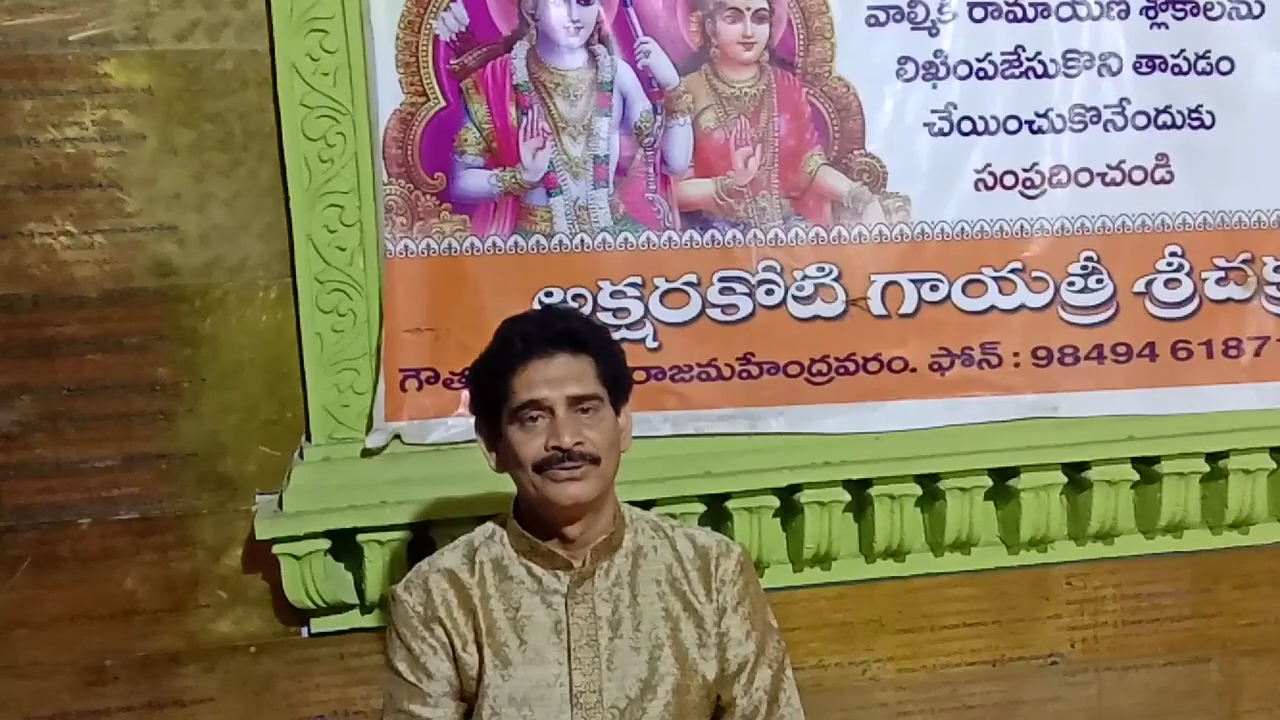 వాల్మీకి రామాయణ శ్లోకాలను
లిఖింపజేసుకొని తాపడం
చేయించుకొనేందుకు
సంప్రదించండి
అక్షరకోటి గాయత్రీ శ్రీచక్ర
గౌత రాజమహేంద్రవరం. ఫోన్ : 98494 6187